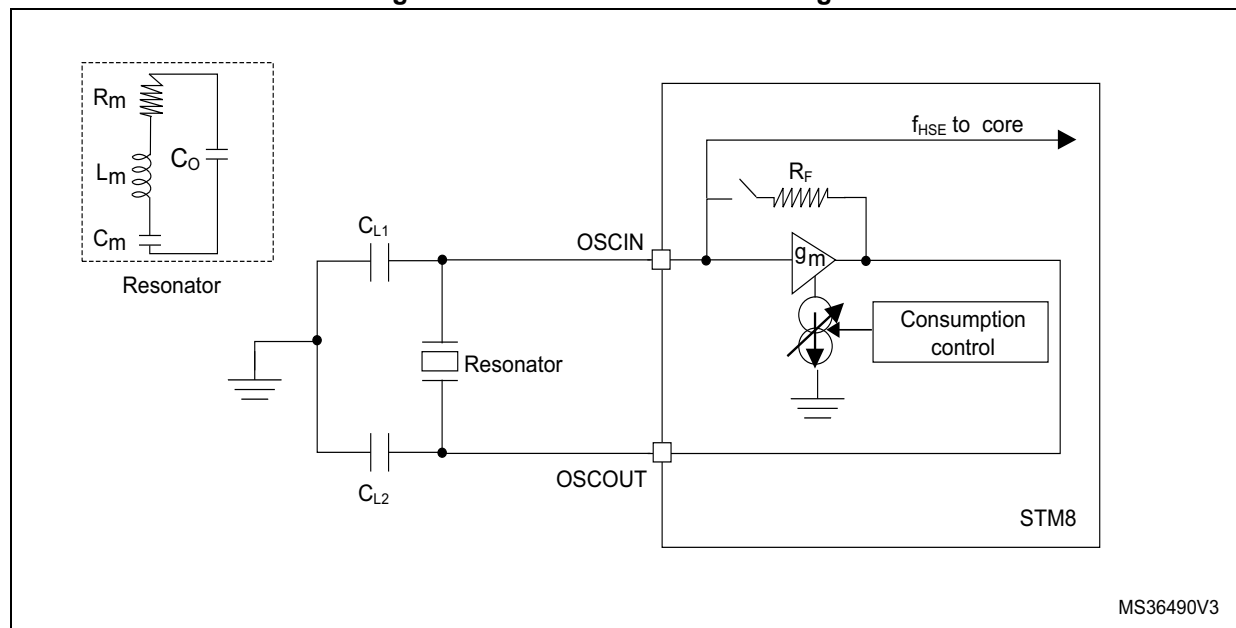 Rm
Lm
CO
Cm
Resonator
CL1
CL2
Resonator
OSCIN
OSCOUT
fHSE to core
RF
gm
Consumption
control
STM8
MS36490V3